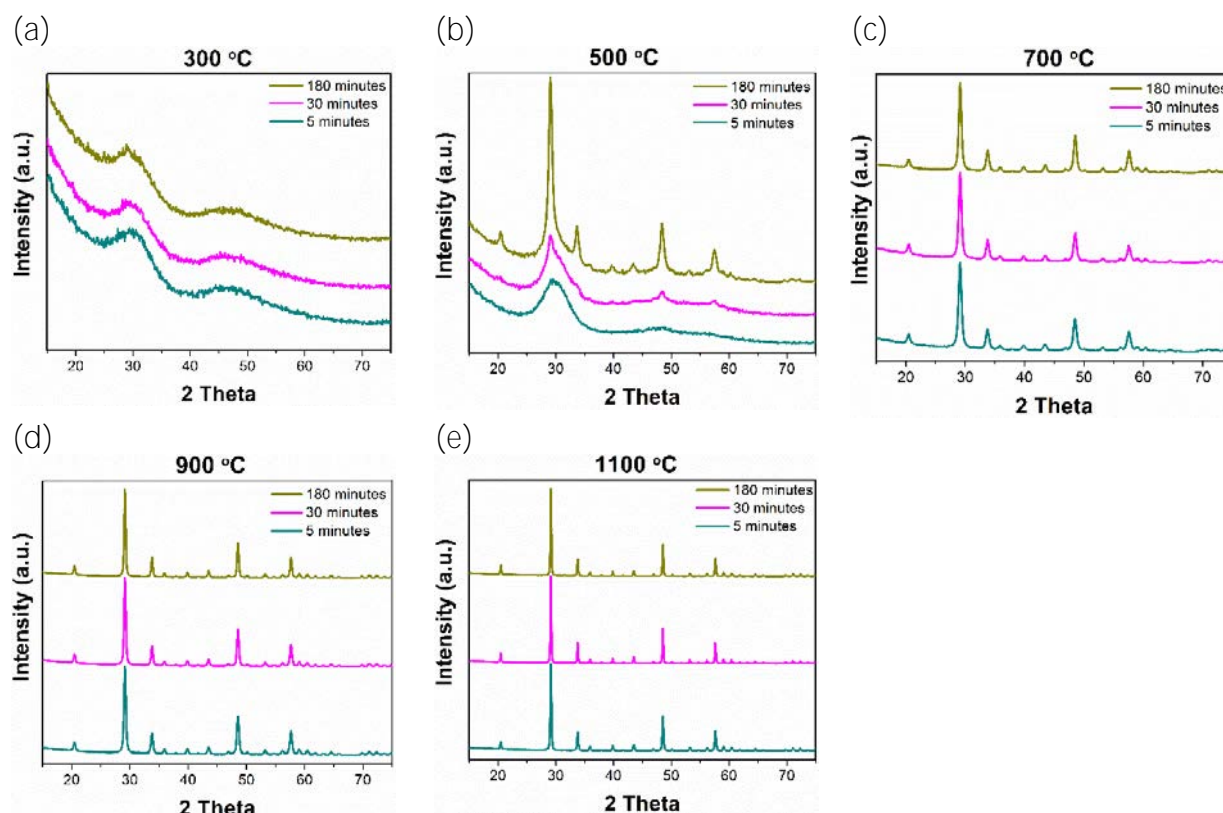 (a)
300 °C
180 minutes
30 minutes
5 minutes
Intensity (a.u.)
20 30 40 50 60 70
2 Theta
(b)
500 °C
180 minutes
30 minutes
5 minutes
Intensity (a.u.)
20 30 40 50 60 70
2 Theta
(c)
700 °C
180 minutes
30 minutes
5 minutes
Intensity (a.u.)
20 30 40 50 60 70
2 Theta
(d)
900 °C
180 minutes
30 minutes
5 minutes
Intensity (a.u.)
20 30 40 50 60 70
2 Theta
(e)
1100 °C
180 minutes
30 minutes
5 minutes
Intensity (a.u.)
20 30 40 50 60 70
2 Theta